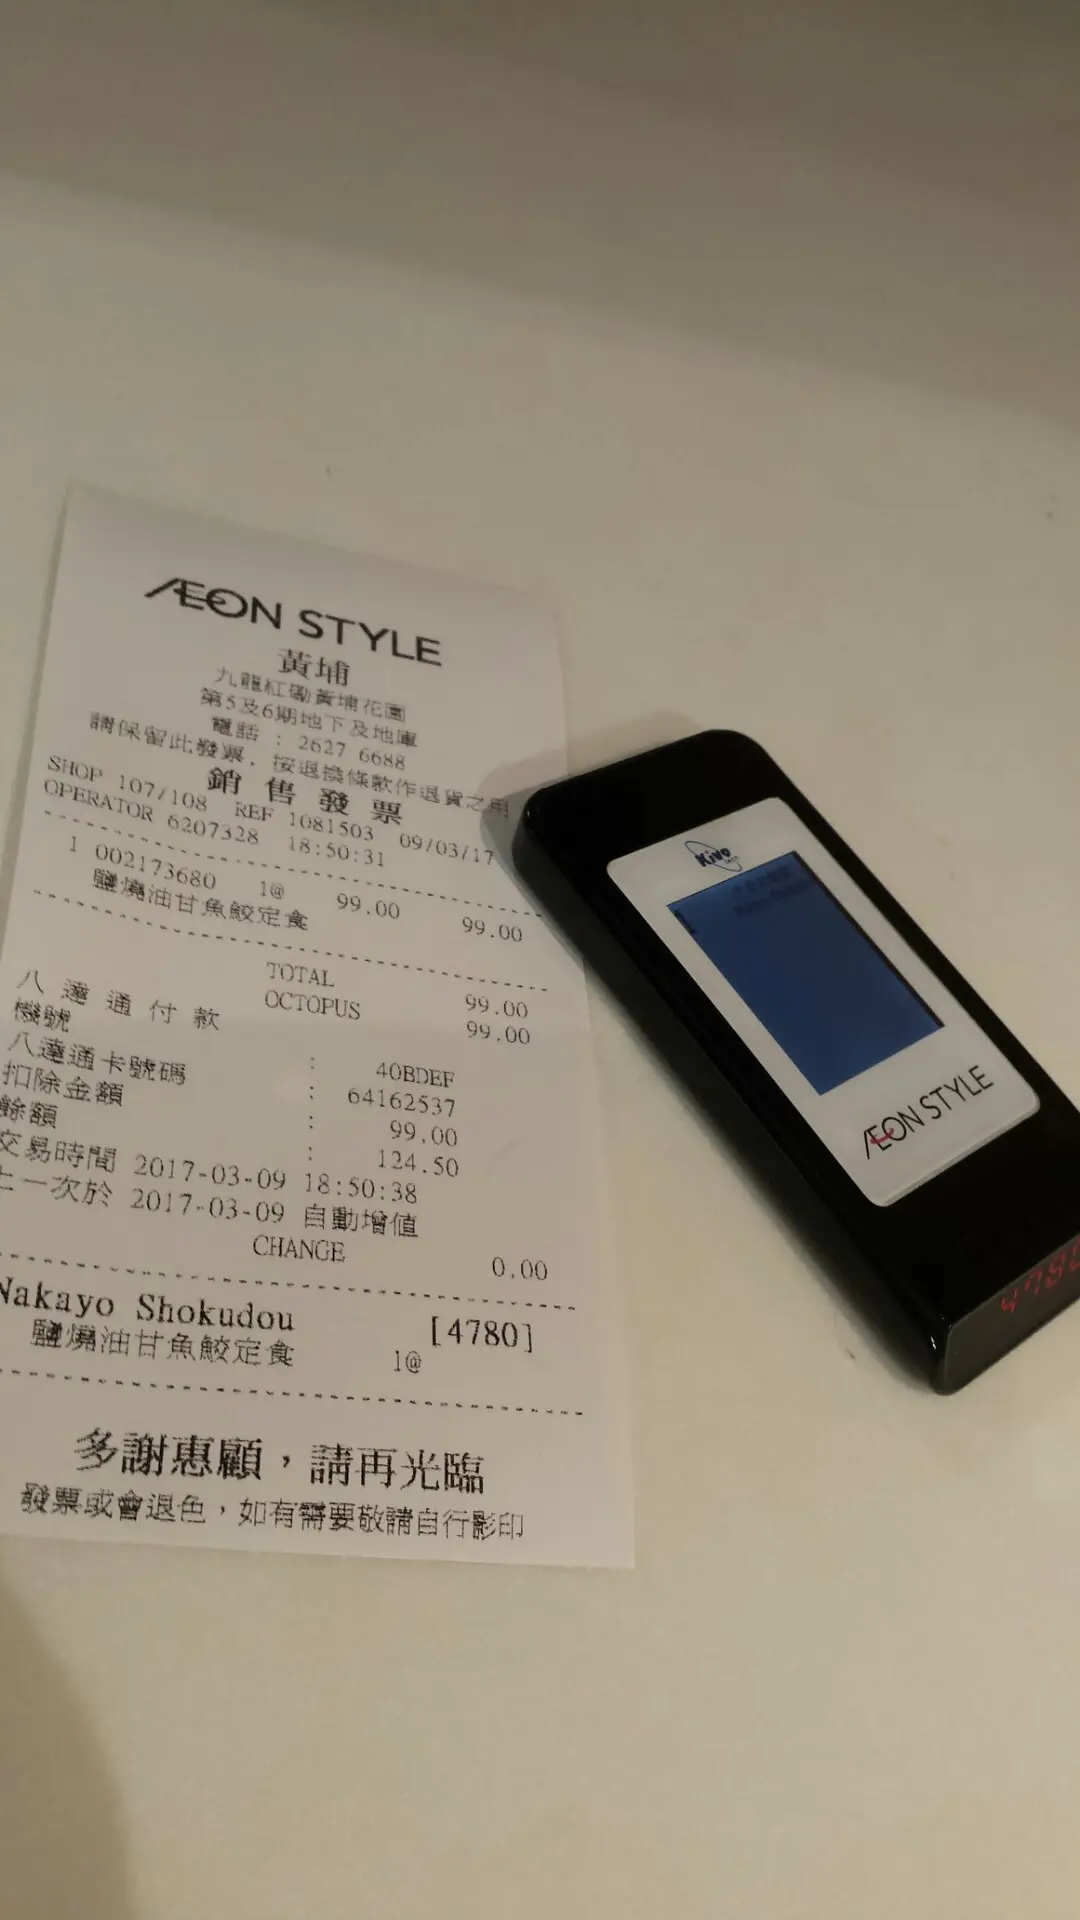 ÆON STYLE
黃埔
九龍紅磡黃埔花園
第5及6期地下及地庫
電話 : 2627 6688
請保留此發票, 按退換條款作退貨之用
銷 售 發 票
SHOP 107/108 REF 1081503 09/03/17
OPERATOR 6207328 18:50:31
1 002173680 1@ 99.00 99.00
鹽燒油甘魚鮫定食
TOTAL 99.00
OCTOPUS 99.00
八 達 通 付 款
機號 : 40BDEF
八達通卡號碼 : 64162537
扣除金額 : 99.00
餘額 : 124.50
交易時間 2017-03-09 18:50:38
上一次於 2017-03-09 自動增值
CHANGE 0.00
Nakayo Shokudou [4780]
鹽燒油甘魚鮫定食 1@
多謝惠顧，請再光臨
發票或會退色，如有需要敬請自行影印
Kivo
ÆON STYLE
4780